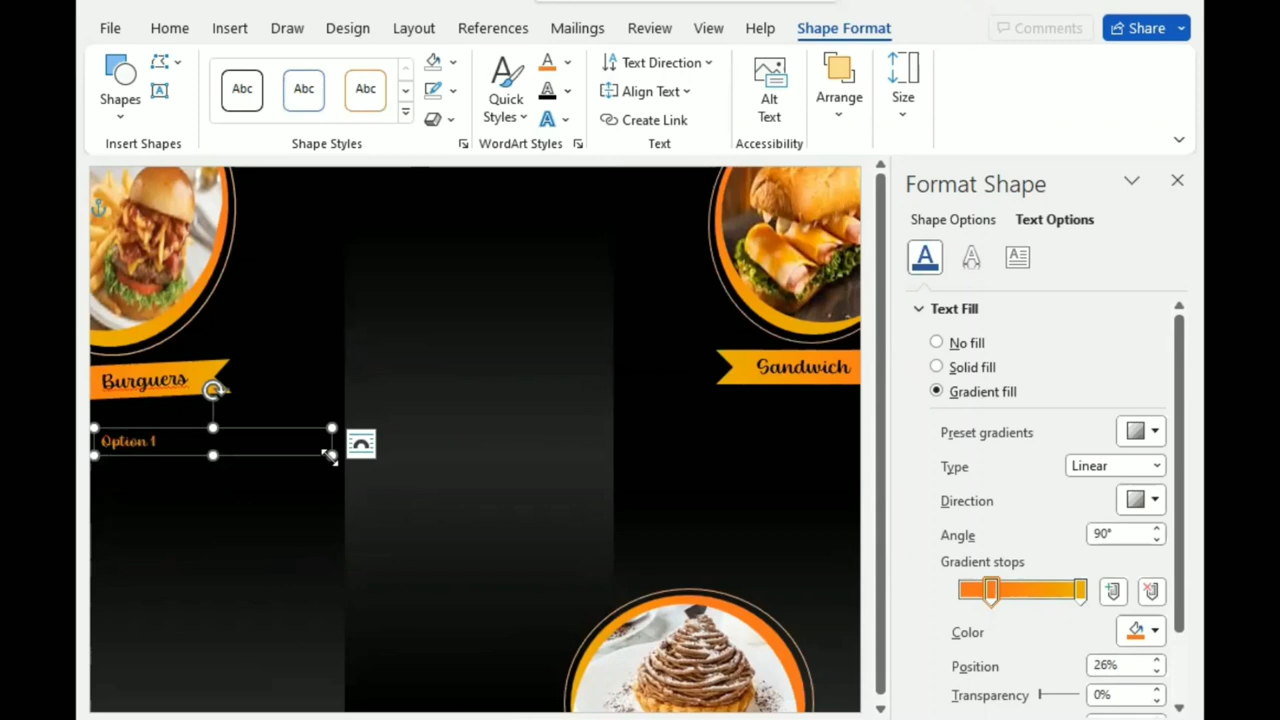 File Home Insert Draw Design Layout References Mailings Review View Help Shape Format Comments Share
Shapes
Insert Shapes
Abc Abc Abc
Shape Styles
A
Quick Styles
A
A
A
WordArt Styles
Text Direction
Align Text
Create Link
Text
Alt Text
Accessibility
Arrange
Size
Burguers
Option 1
Sandwich
Format Shape
Shape Options Text Options
A A A
Text Fill
No fill
Solid fill
Gradient fill
Preset gradients
Type Linear
Direction
Angle 90°
Gradient stops
Color
Position 26%
Transparency 0%